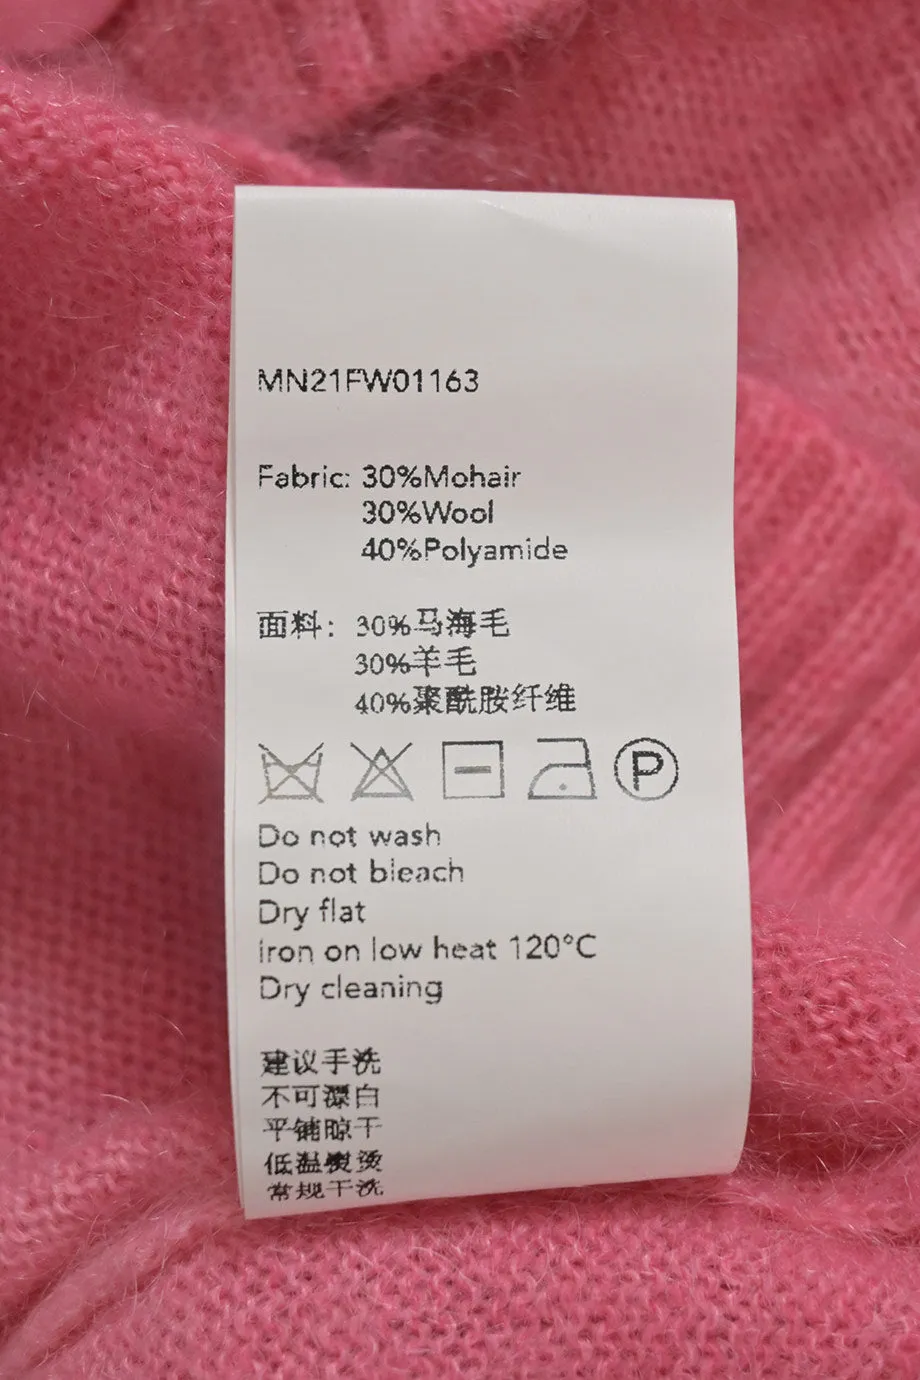 MN21FW01163
Fabric: 30%Mohair
30%Wool
40%Polyamide
面料: 30%马海毛
30%羊毛
40%聚酰胺纤维
P
Do not wash
Do not bleach
Dry flat
iron on low heat 120°C
Dry cleaning
建议手洗
不可漂白
平铺晾干
低温熨烫
常规干洗